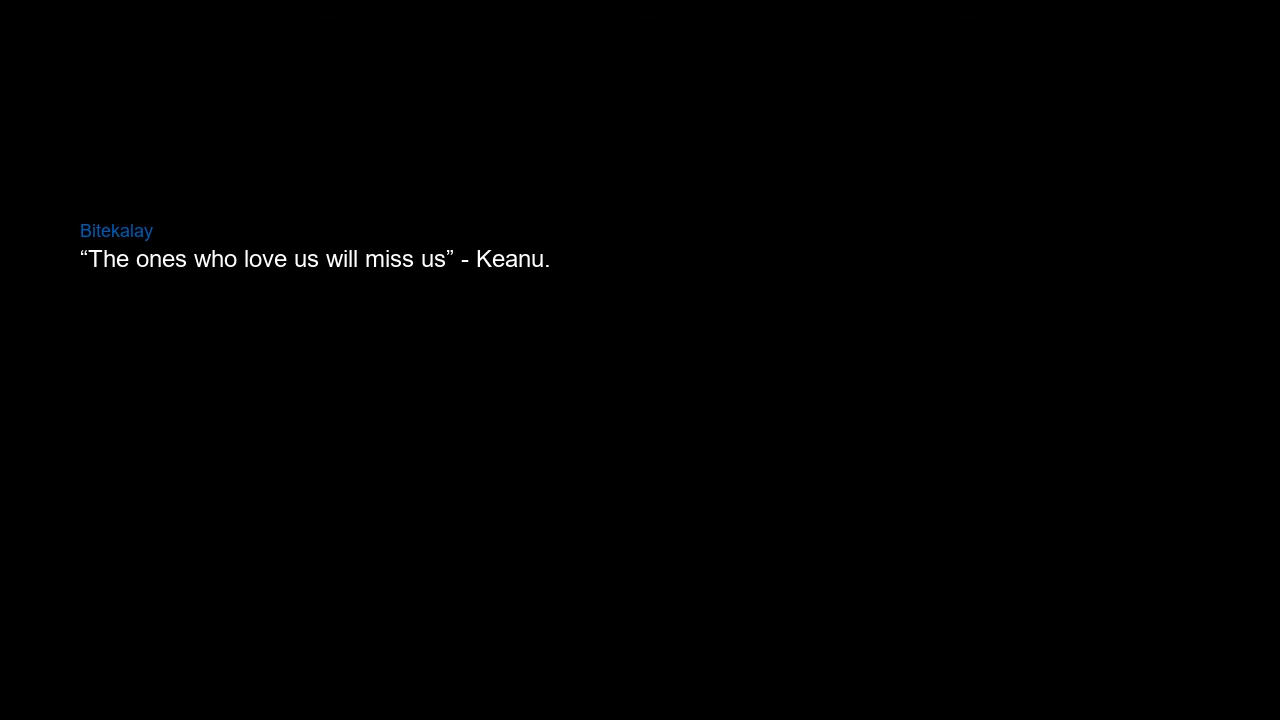 Bitekalay
“The ones who love us will miss us” - Keanu.